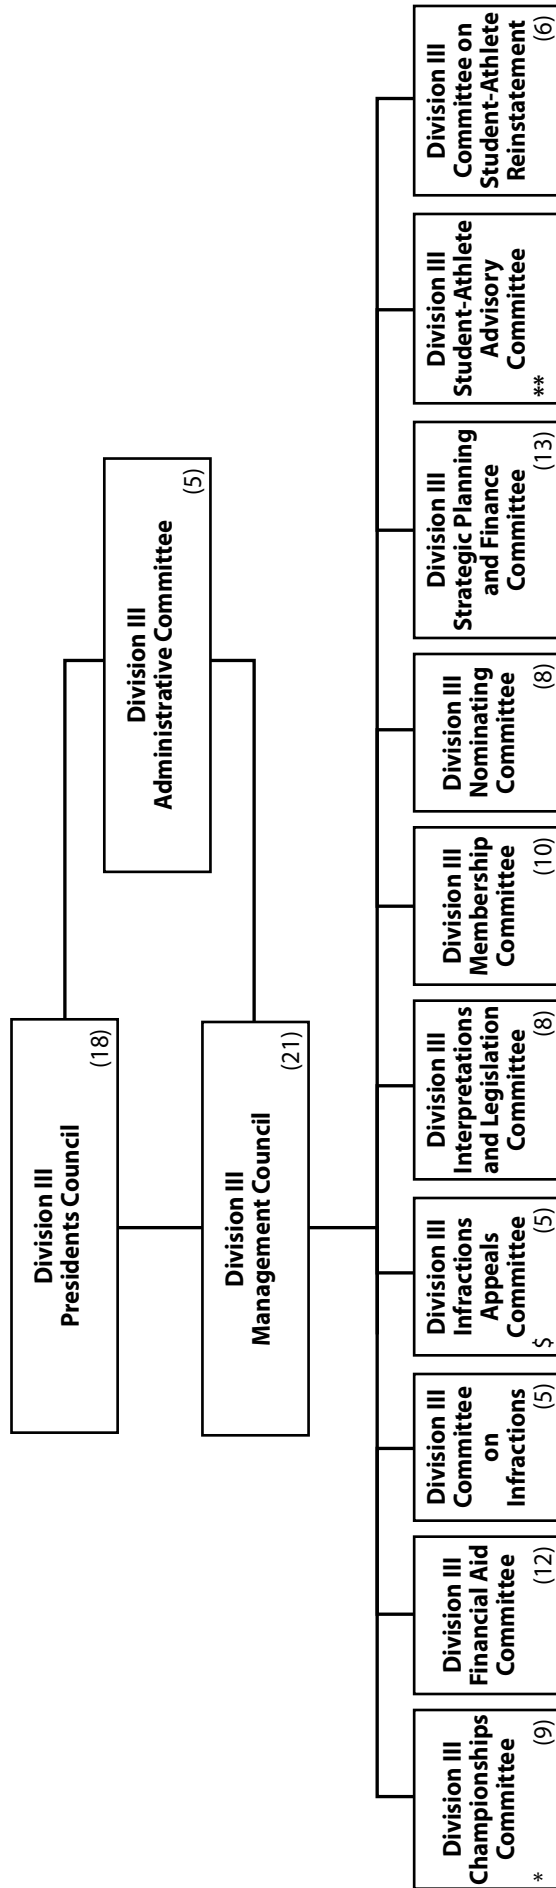 Division III
Presidents Council
(18)
Division III
Administrative Committee
(5)
Division III
Management Council
(21)
Division III
Championships
Committee
*
(9)
Division III
Financial Aid
Committee
(12)
Division III
Committee
on
Infractions
(5)
Division III
Infractions
Appeals
Committee
$
(5)
Division III
Interpretations
and Legislation
Committee
(8)
Division III
Membership
Committee
(10)
Division III
Nominating
Committee
(8)
Division III
Strategic Planning
and Finance
Committee
(13)
Division III
Student-Athlete
Advisory
Committee
**
Division III
Committee on
Student-Athlete
Reinstatement
(6)